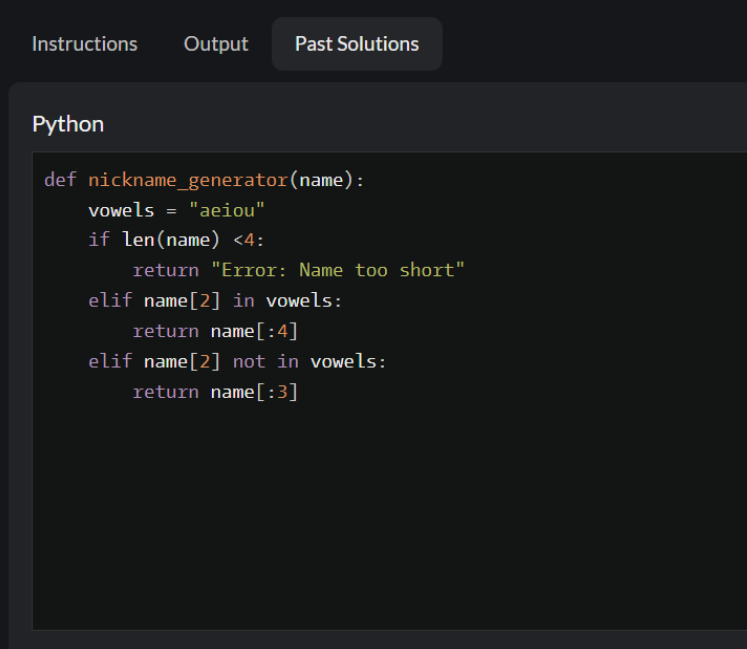 Instructions Output Past Solutions
Python
def nickname_generator(name):
    vowels = "aeiou"
    if len(name) <4:
        return "Error: Name too short"
    elif name[2] in vowels:
        return name[:4]
    elif name[2] not in vowels:
        return name[:3]